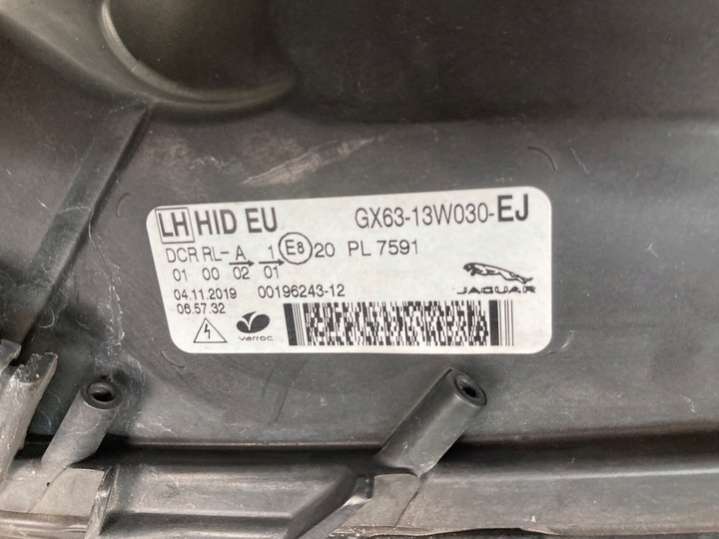 LH HID EU GX63-13W030-EJ
DCR RL- A 1 E8 20 PL 7591
01 00 02 01
JAGUAR
04.11.2019 00196243-12
06.57.32
varroc